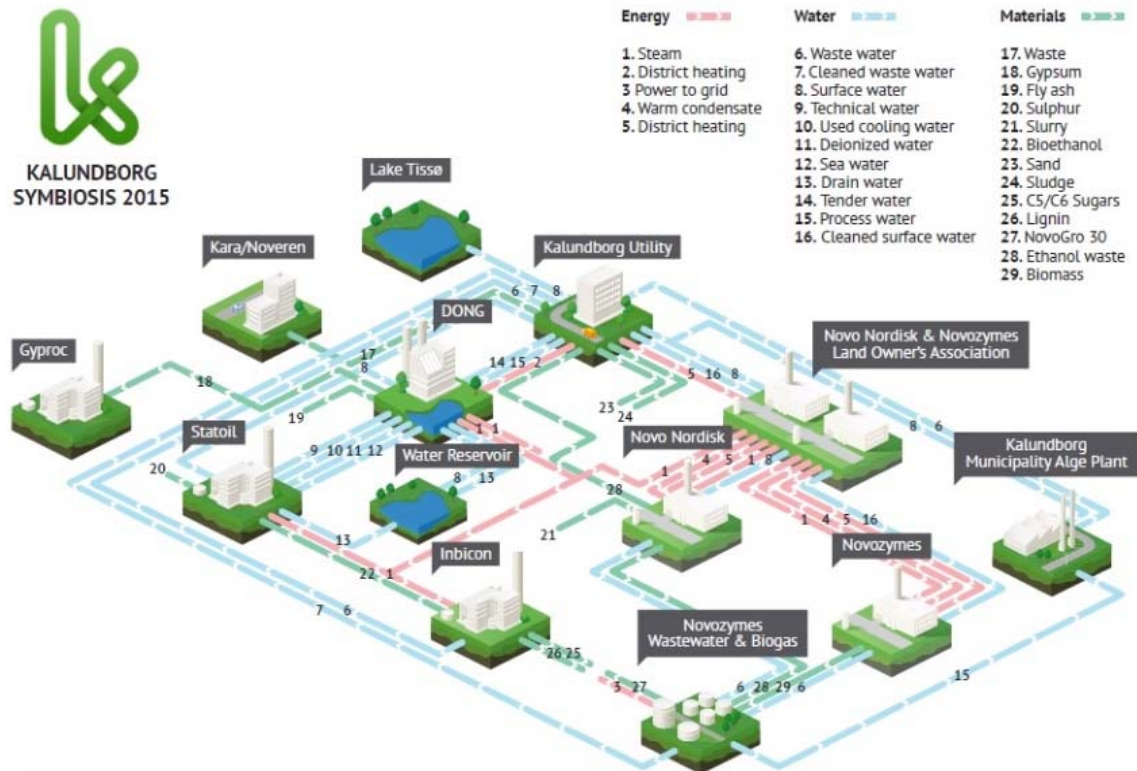 KALUNDBORG
SYMBIOSIS 2015
Energy
1. Steam
2. District heating
3 Power to grid
4. Warm condensate
5. District heating
Water
6. Waste water
7. Cleaned waste water
8. Surface water
9. Technical water
10. Used cooling water
11. Deionized water
12. Sea water
13. Drain water
14. Tender water
15. Process water
16. Cleaned surface water
Materials
17. Waste
18. Gypsum
19. Fly ash
20. Sulphur
21. Slurry
22. Bioethanol
23. Sand
24. Sludge
25. C5/C6 Sugars
26. Lignin
27. NovoGro 30
28. Ethanol waste
29. Biomass
Lake Tissø
Kara/Noveren
Kalundborg Utility
6 7 8
DONG
Novo Nordisk & Novozymes
Land Owner's Association
Gyproc
17
8
14 15 2
18
5 16 8
19
23
24
8 6
Statoil
1 1
Novo Nordisk
Kalundborg
Municipality Alge Plant
9 10 11 12
Water Reservoir
20
1 4 5 1 8
8 13
28
1 4 5 16
21
13
Inbicon
Novozymes
22 1
7 6
Novozymes
Wastewater & Biogas
26 25
15
3 27
6 28 29 6